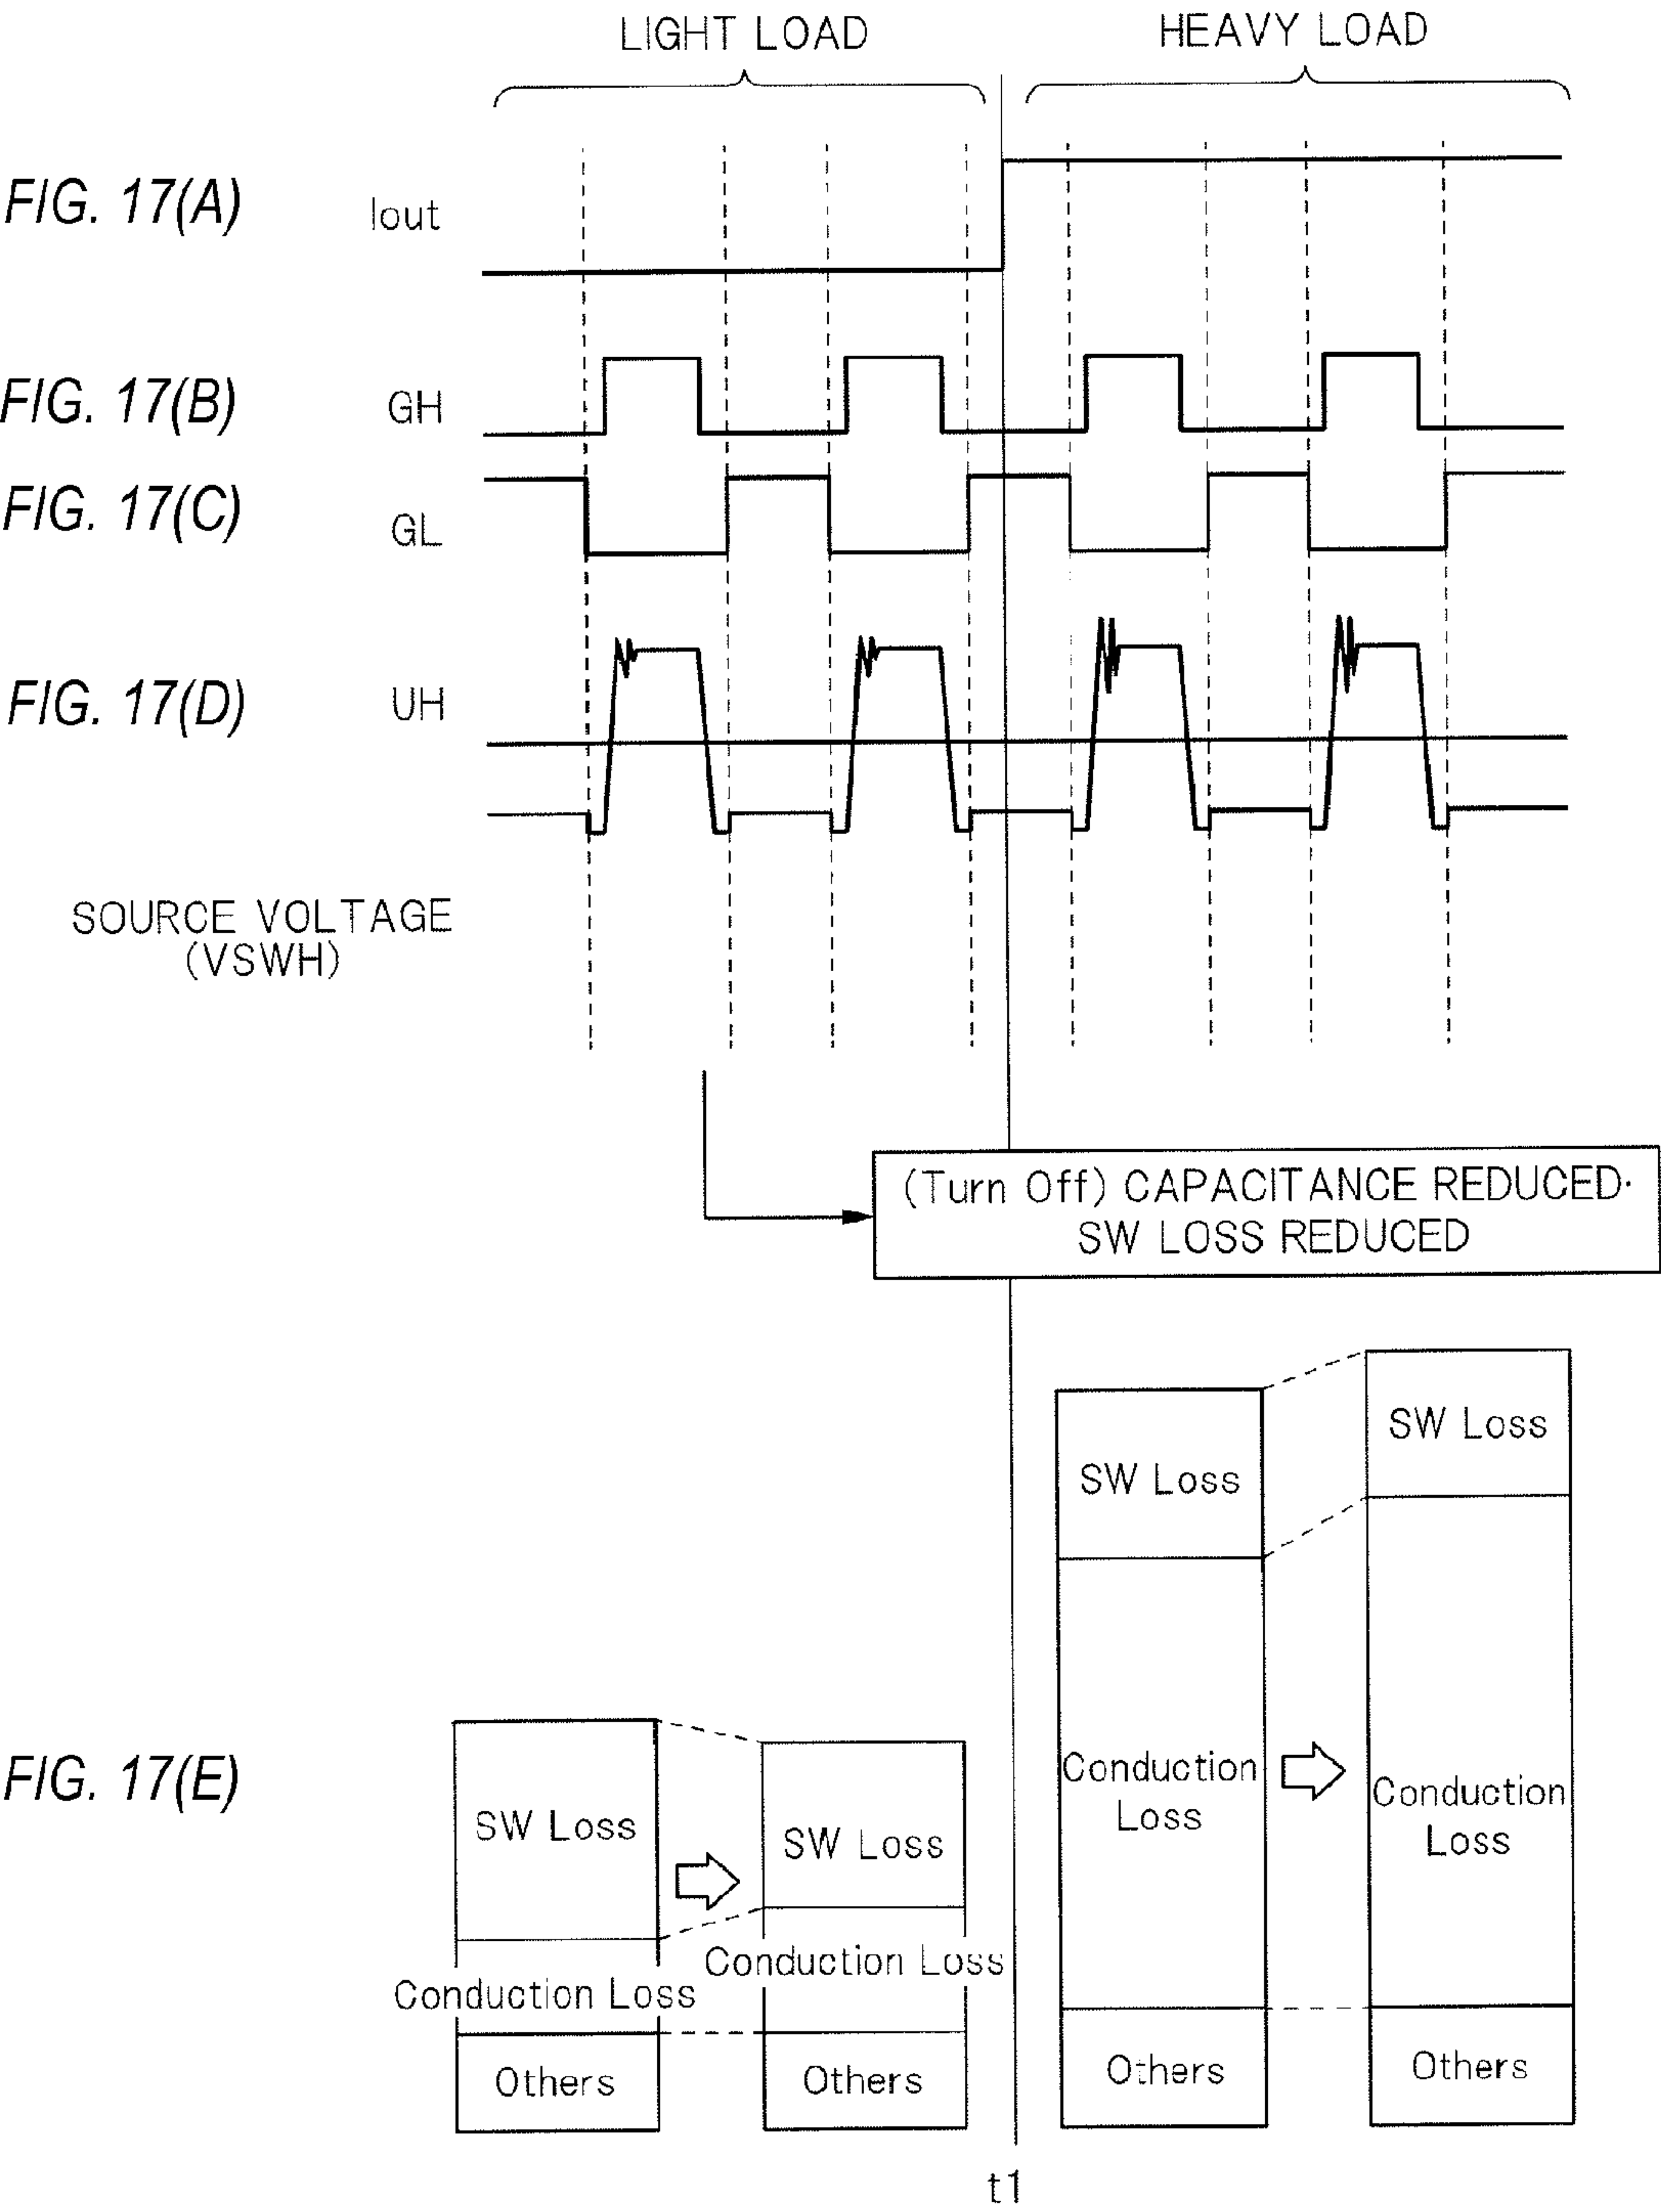 LIGHT LOAD
HEAVY LOAD
FIG. 17(A)
Iout
FIG. 17(B)
GH
FIG. 17(C)
GL
FIG. 17(D)
UH
SOURCE VOLTAGE
(VSWH)
(Turn Off) CAPACITANCE REDUCED·
SW LOSS REDUCED
FIG. 17(E)
SW Loss
Conduction Loss
Others
SW Loss
Conduction Loss
Others
SW Loss
Conduction
Loss
Others
SW Loss
Conduction
Loss
Others
t1